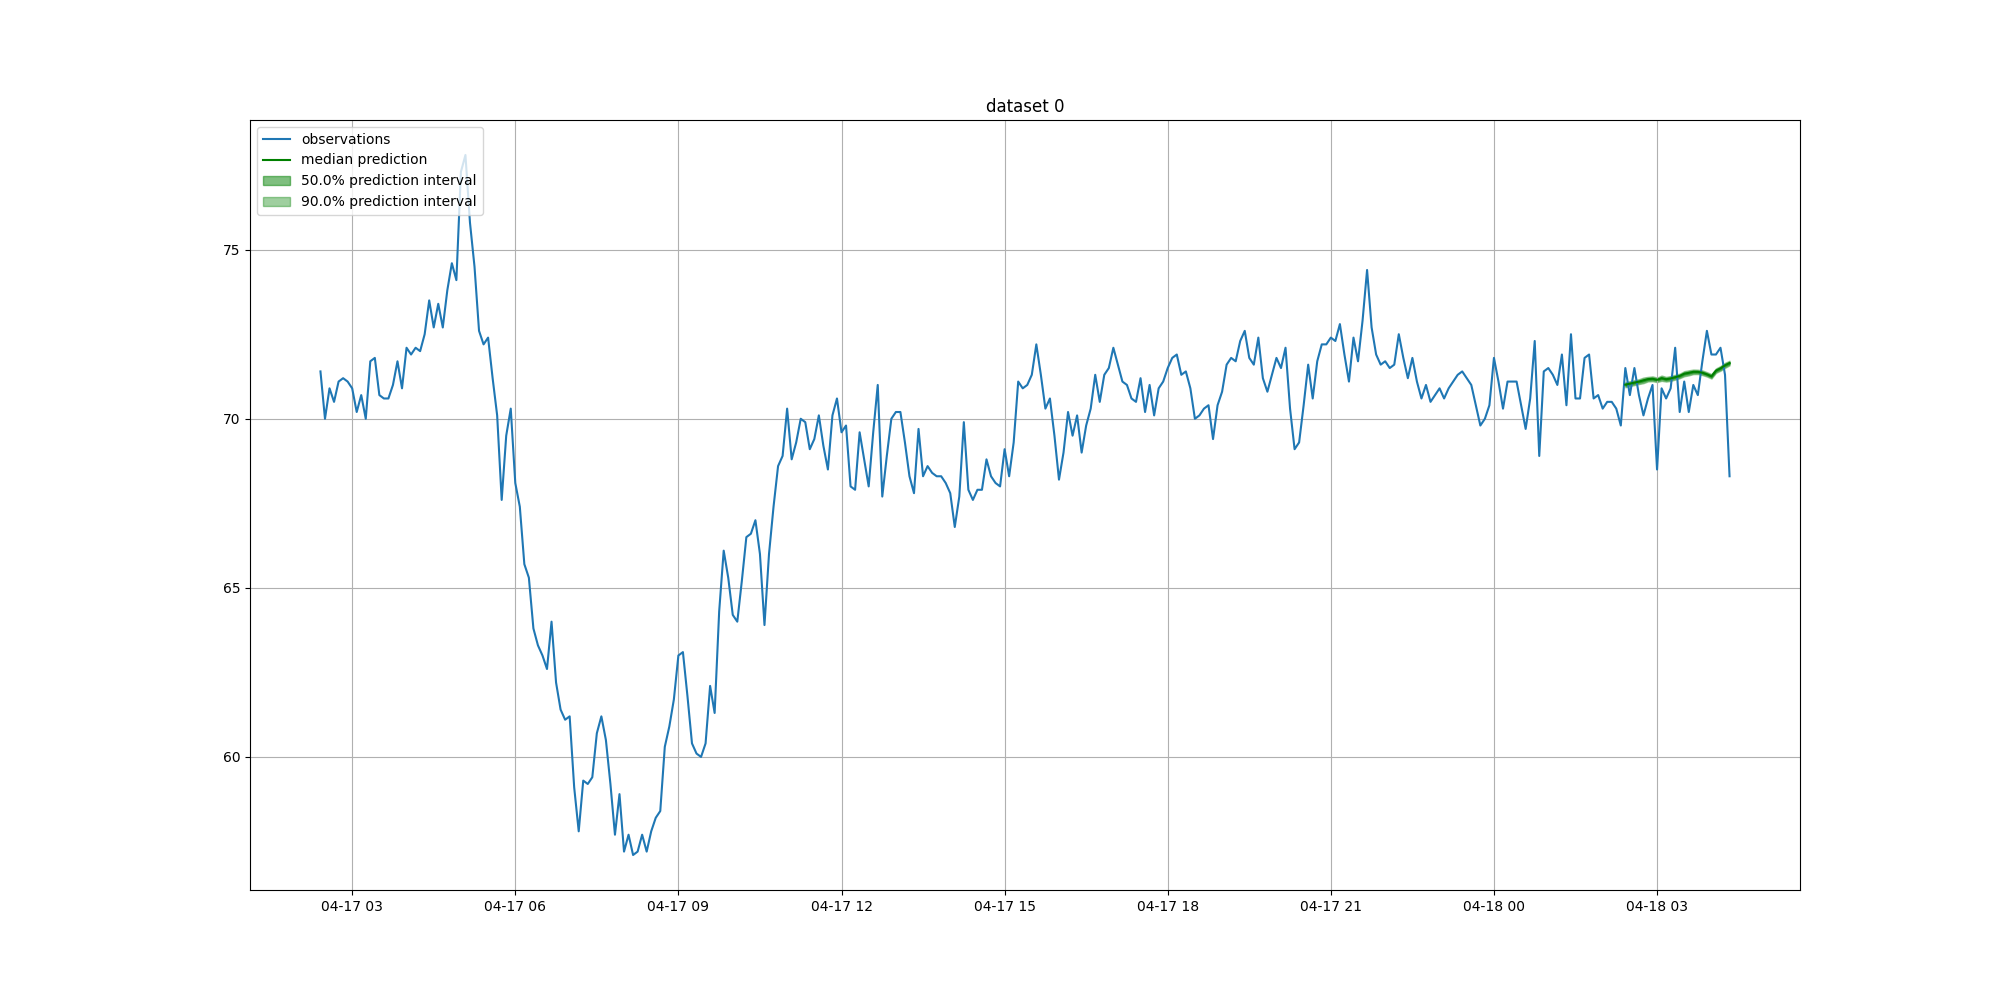 dataset 0
observations
median prediction
50.0% prediction interval
90.0% prediction interval
75
70
65
60
04-17 03
04-17 06
04-17 09
04-17 12
04-17 15
04-17 18
04-17 21
04-18 00
04-18 03